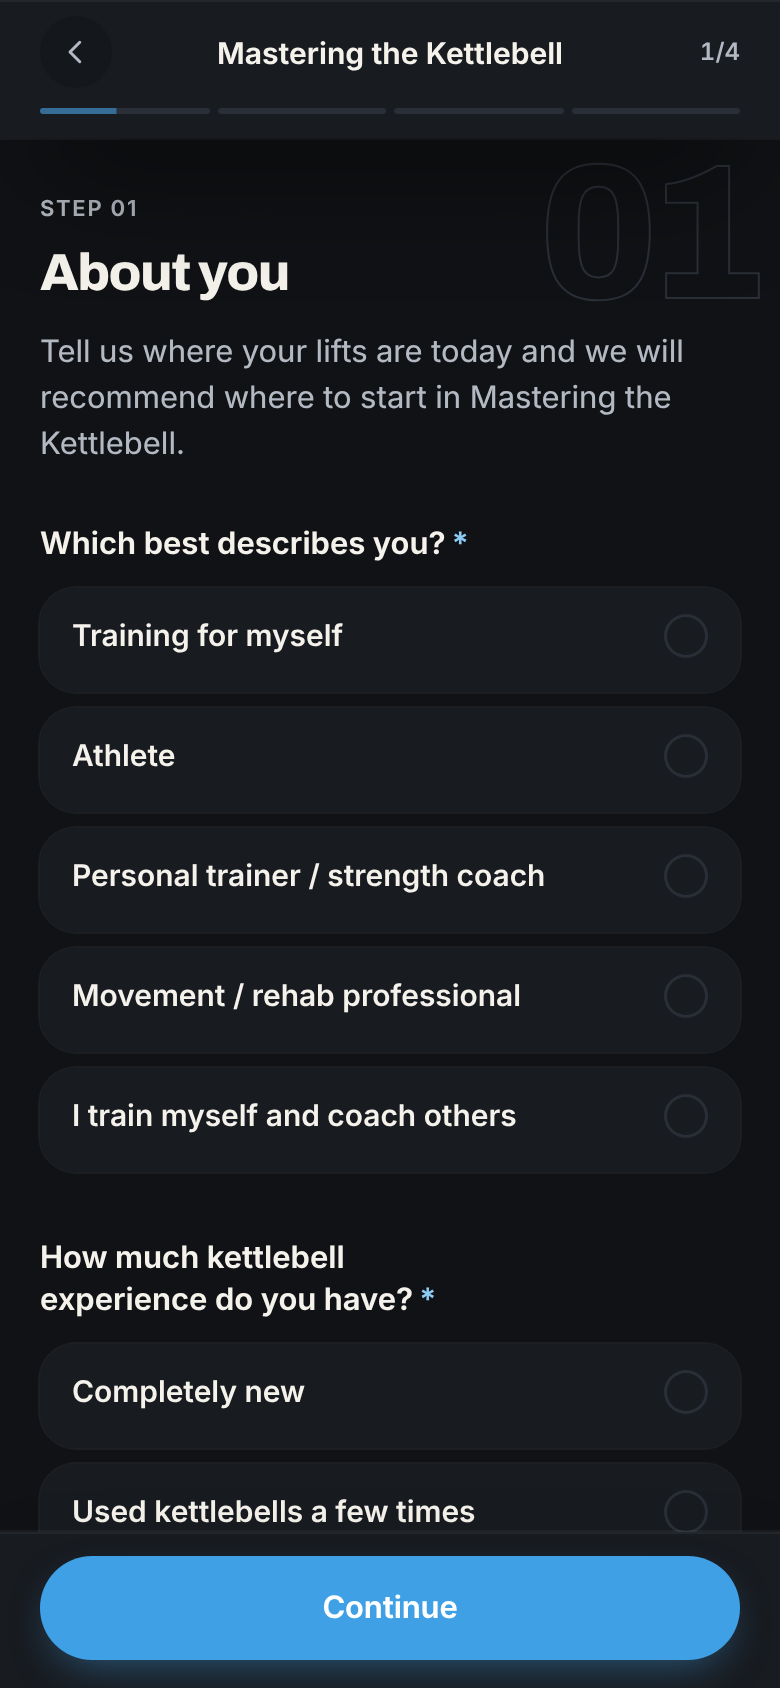 Mastering the Kettlebell
1/4
01
STEP 01
About you
Tell us where your lifts are today and we will
recommend where to start in Mastering the
Kettlebell.
Which best describes you? *
Training for myself
Athlete
Personal trainer / strength coach
Movement / rehab professional
I train myself and coach others
How much kettlebell
experience do you have? *
Completely new
Used kettlebells a few times
Continue